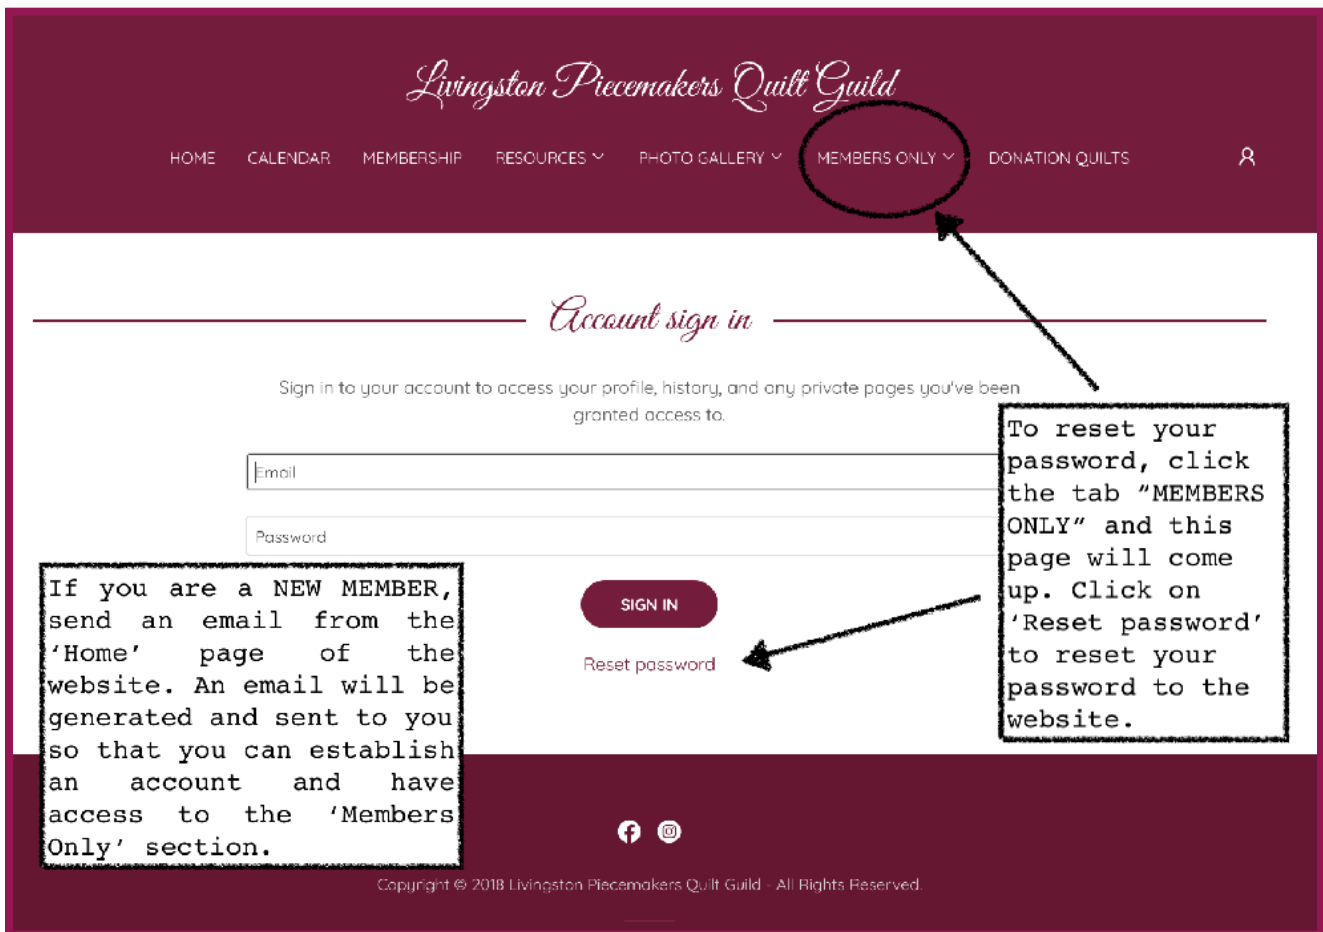 Livingston Piecemakers Quilt Guild
HOME CALENDAR MEMBERSHIP RESOURCES PHOTO GALLERY MEMBERS ONLY DONATION QUILTS
Account sign in
Sign in to your account to access your profile, history, and any private pages you've been
granted access to.
Email
Password
SIGN IN
Reset password
To reset your
password, click
the tab “MEMBERS
ONLY” and this
page will come
up. Click on
‘Reset password’
to reset your
password to the
website.
If you are a NEW MEMBER,
send an email from the
‘Home’ page of the
website. An email will be
generated and sent to you
so that you can establish
an account and have
access to the ‘Members
Only’ section.
Copyright © 2018 Livingston Piecemakers Quilt Guild - All Rights Reserved.